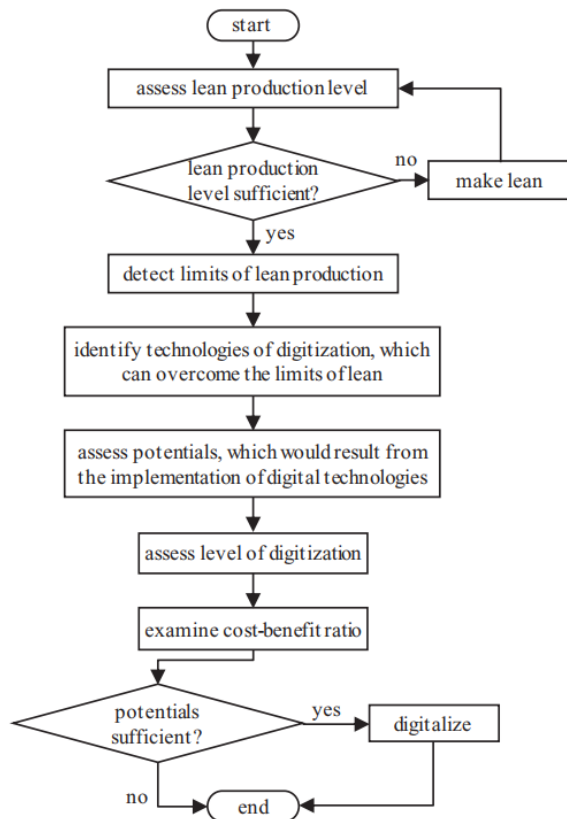 start
assess lean production level
lean production
level sufficient?
no
make lean
yes
detect limits of lean production
identify technologies of digitization, which
can overcome the limits of lean
assess potentials, which would result from
the implementation of digital technologies
assess level of digitization
examine cost-benefit ratio
potentials
sufficient?
yes
digitalize
no
end